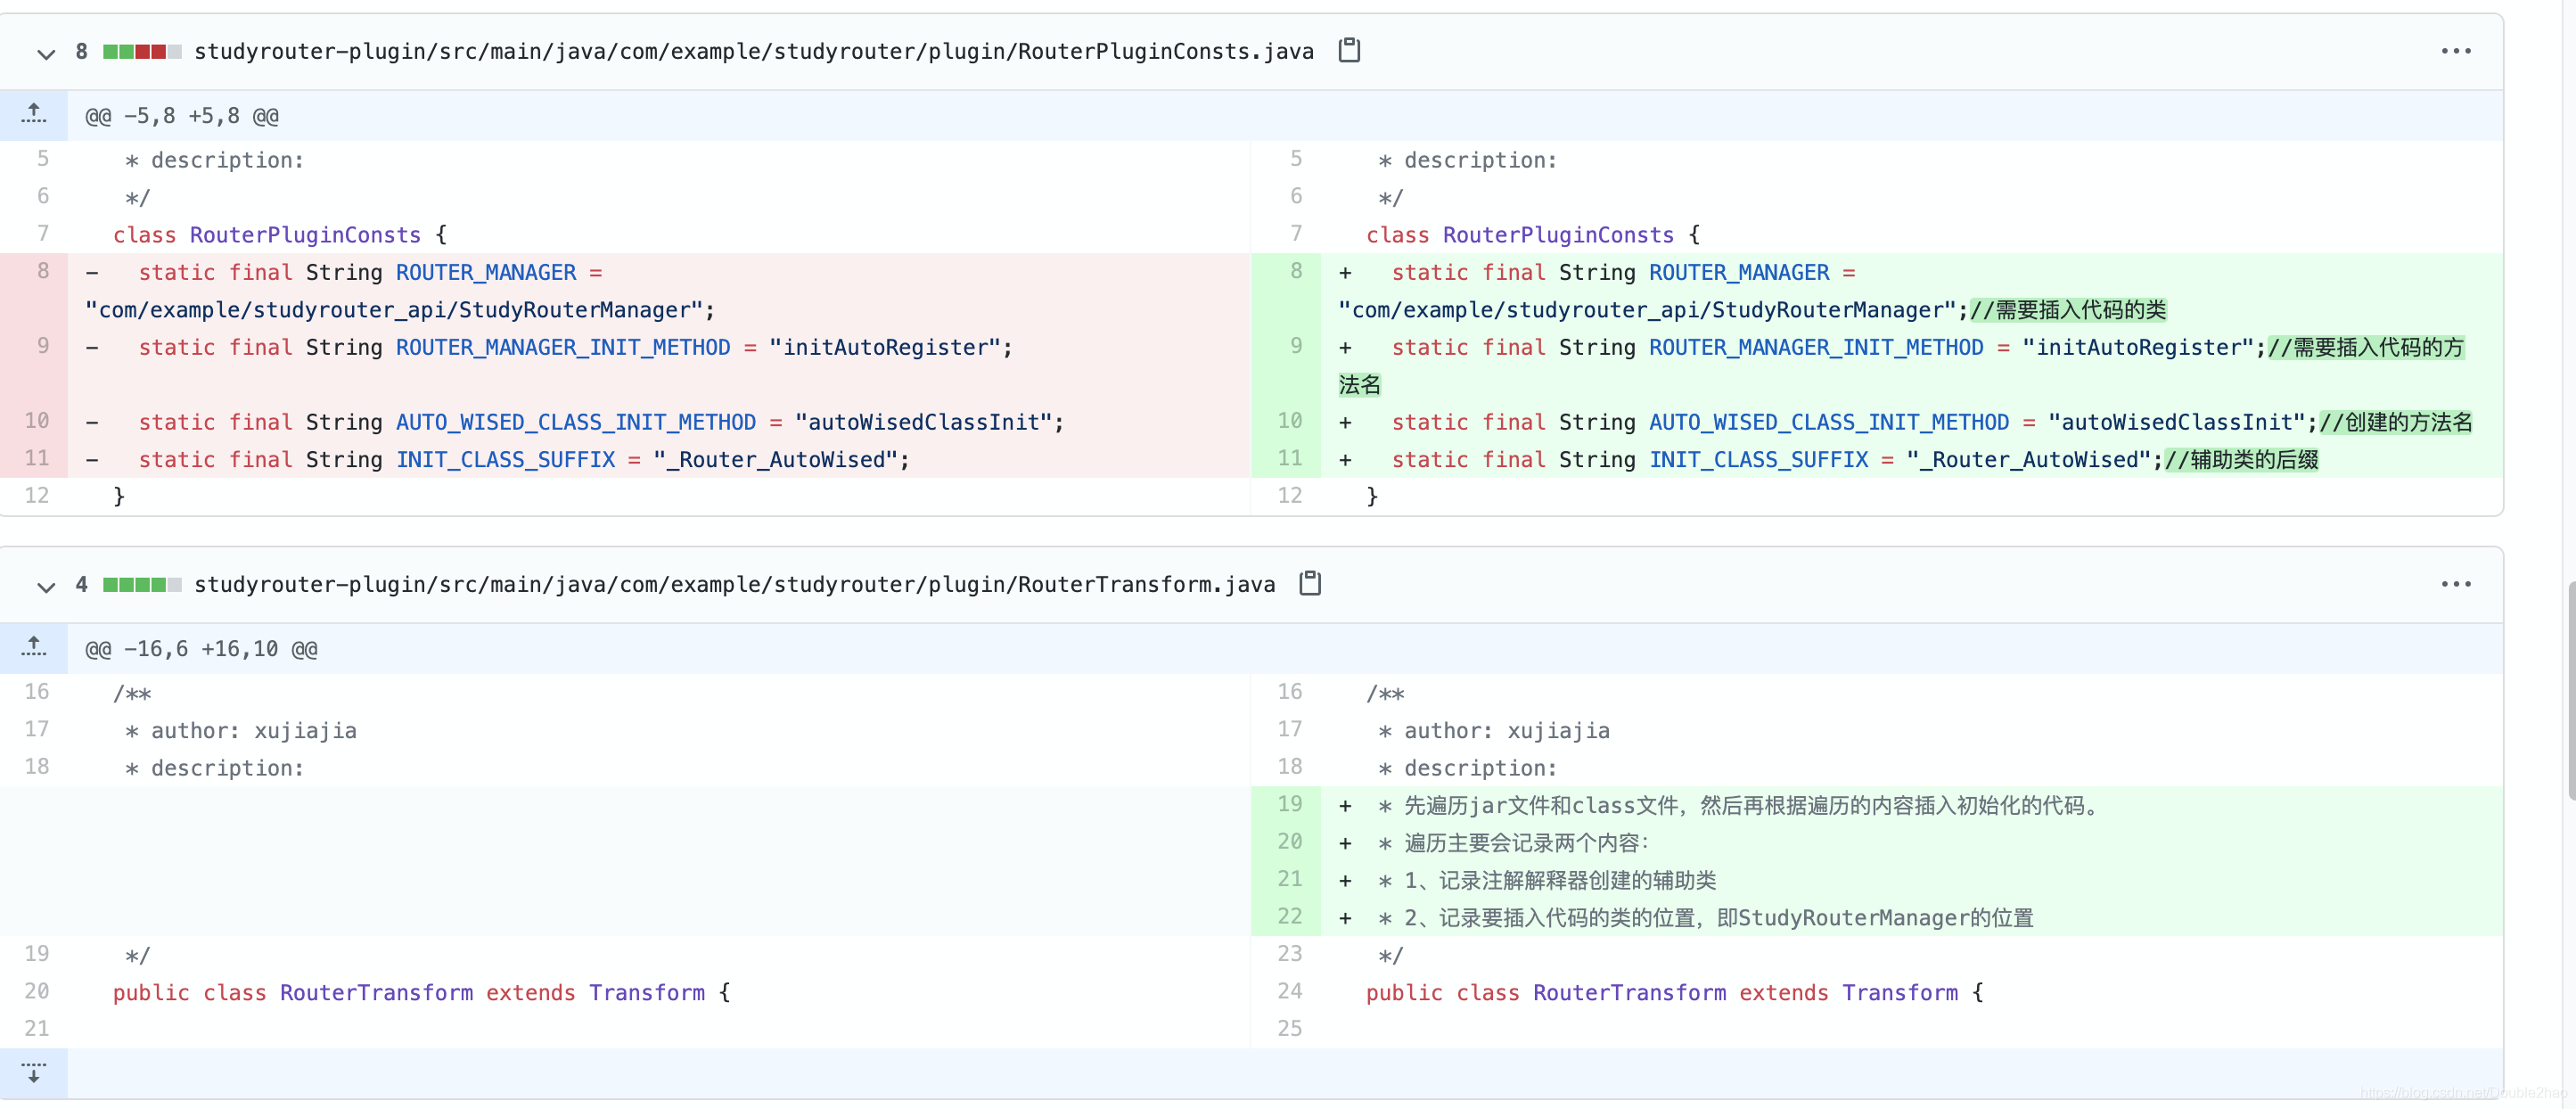 8 studyrouter-plugin/src/main/java/com/example/studyrouter/plugin/RouterPluginConsts.java
@@ -5,8 +5,8 @@
5 * description:
6 */
7 class RouterPluginConsts {
8 - static final String ROUTER_MANAGER =
"com/example/studyrouter_api/StudyRouterManager";
9 - static final String ROUTER_MANAGER_INIT_METHOD = "initAutoRegister";
10 - static final String AUTO_WISED_CLASS_INIT_METHOD = "autoWisedClassInit";
11 - static final String INIT_CLASS_SUFFIX = "_Router_AutoWised";
12 }
5 * description:
6 */
7 class RouterPluginConsts {
8 + static final String ROUTER_MANAGER =
"com/example/studyrouter_api/StudyRouterManager";//需要插入代码的类
9 + static final String ROUTER_MANAGER_INIT_METHOD = "initAutoRegister";//需要插入代码的方
法名
10 + static final String AUTO_WISED_CLASS_INIT_METHOD = "autoWisedClassInit";//创建的方法名
11 + static final String INIT_CLASS_SUFFIX = "_Router_AutoWised";//辅助类的后缀
12 }
4 studyrouter-plugin/src/main/java/com/example/studyrouter/plugin/RouterTransform.java
@@ -16,6 +16,10 @@
16 /**
17 * author: xujiajia
18 * description:
19 */
20 public class RouterTransform extends Transform {
21
16 /**
17 * author: xujiajia
18 * description:
19 + * 先遍历jar文件和class文件，然后再根据遍历的内容插入初始化的代码。
20 + * 遍历主要会记录两个内容：
21 + * 1、记录注解解释器创建的辅助类
22 + * 2、记录要插入代码的类的位置，即StudyRouterManager的位置
23 */
24 public class RouterTransform extends Transform {
25